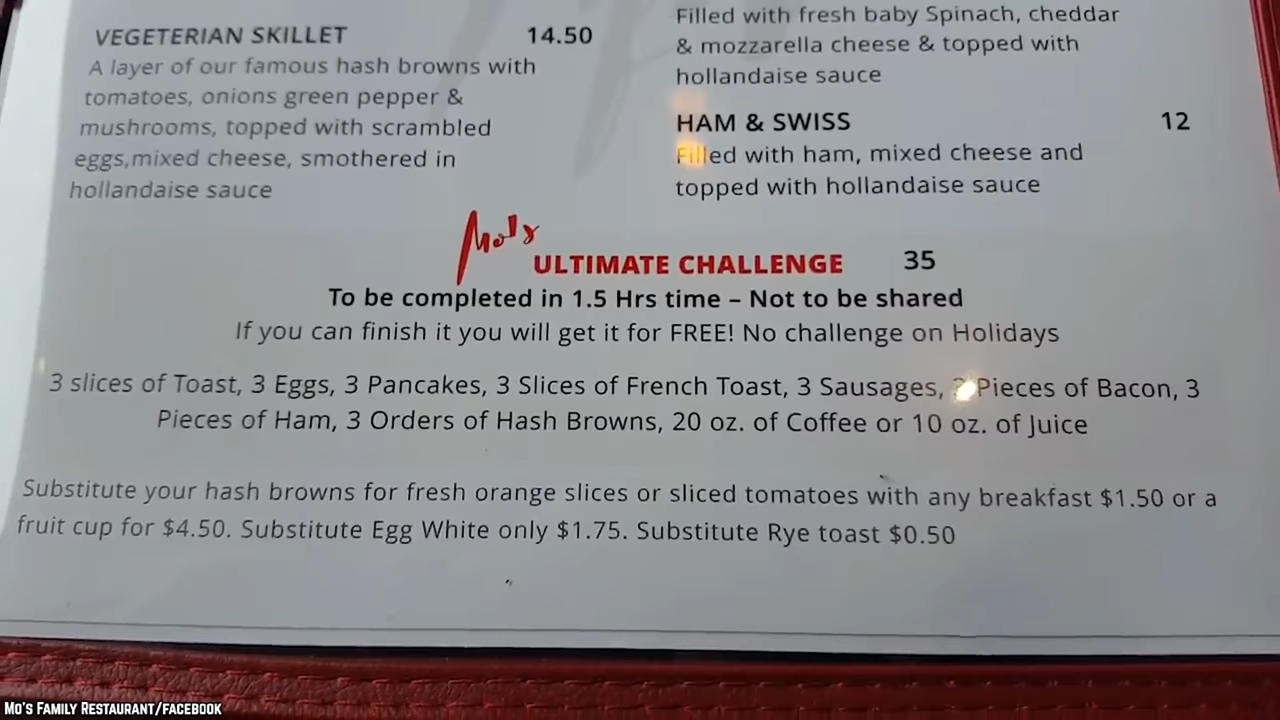 VEGETERIAN SKILLET 14.50
A layer of our famous hash browns with
tomatoes, onions green pepper &
mushrooms, topped with scrambled
eggs,mixed cheese, smothered in
hollandaise sauce
Filled with fresh baby Spinach, cheddar
& mozzarella cheese & topped with
hollandaise sauce
HAM & SWISS 12
Filled with ham, mixed cheese and
topped with hollandaise sauce
Mo's
ULTIMATE CHALLENGE 35
To be completed in 1.5 Hrs time – Not to be shared
If you can finish it you will get it for FREE! No challenge on Holidays
3 slices of Toast, 3 Eggs, 3 Pancakes, 3 Slices of French Toast, 3 Sausages, Pieces of Bacon, 3
Pieces of Ham, 3 Orders of Hash Browns, 20 oz. of Coffee or 10 oz. of Juice
Substitute your hash browns for fresh orange slices or sliced tomatoes with any breakfast $1.50 or a
fruit cup for $4.50. Substitute Egg White only $1.75. Substitute Rye toast $0.50
Mo's Family Restaurant/Facebook